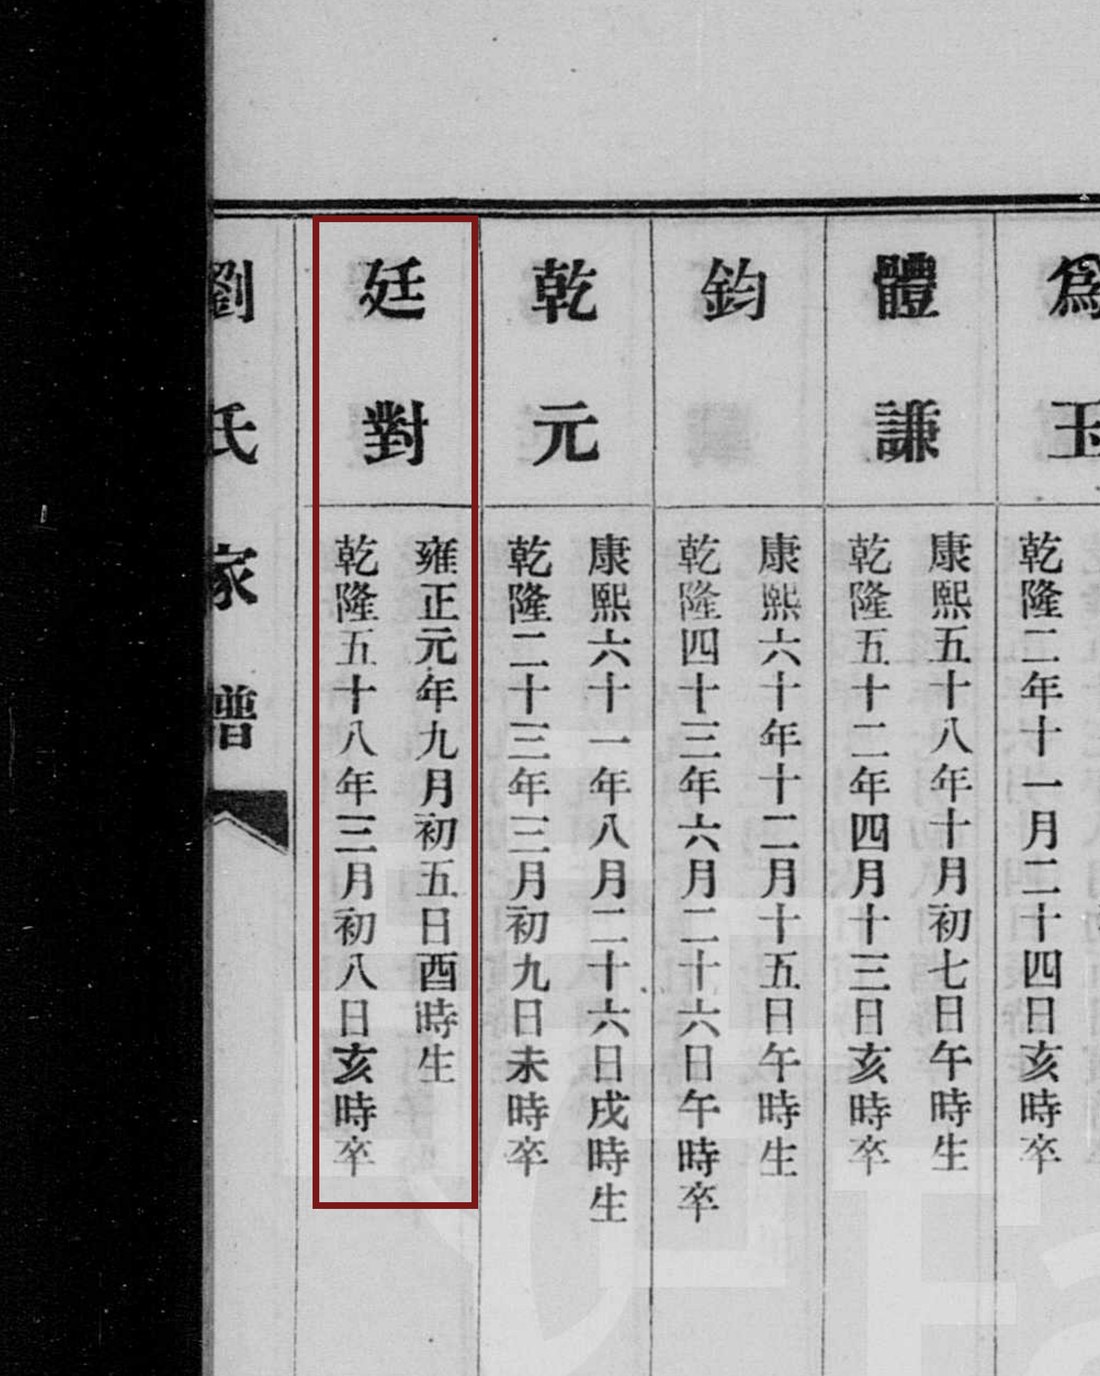 為玉
乾隆二年十一月二十四日亥時卒
體謙
康熙五十八年十月初七日午時生
乾隆五十二年四月十三日亥時卒
鈞
康熙六十年十二月十五日午時生
乾隆四十三年六月二十六日午時卒
乾元
康熙六十一年八月二十六日戌時生
乾隆二十三年三月初九日未時卒
廷對
雍正元年九月初五日酉時生
乾隆五十八年三月初八日亥時卒
劉氏家譜